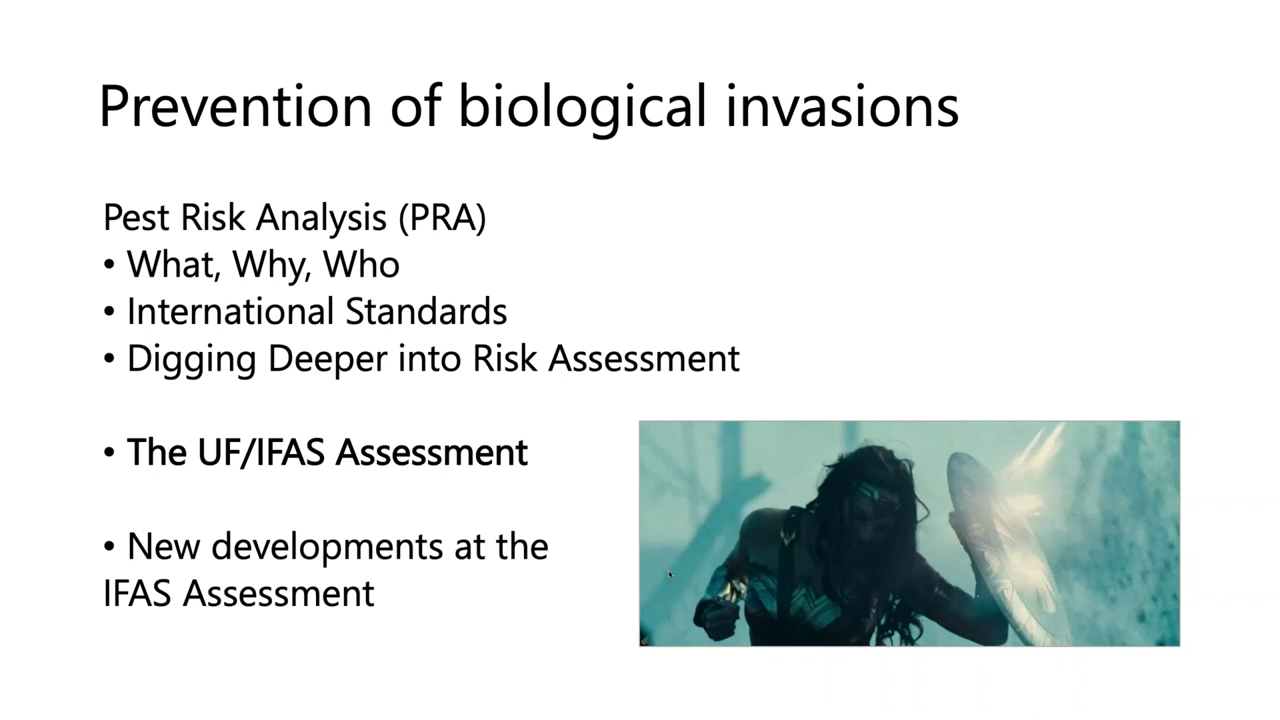 Prevention of biological invasions
Pest Risk Analysis (PRA)
• What, Why, Who
• International Standards
• Digging Deeper into Risk Assessment
• The UF/IFAS Assessment
• New developments at the
IFAS Assessment